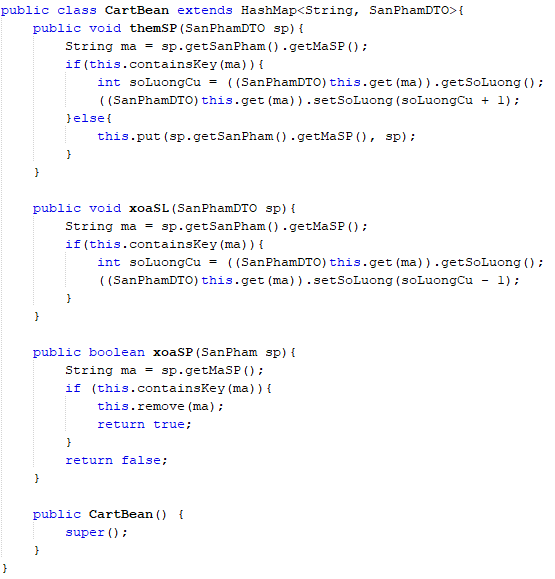 public class CartBean extends HashMap<String, SanPhamDTO>{
    public void themSP(SanPhamDTO sp){
        String ma = sp.getSanPham().getMaSP();
        if(this.containsKey(ma)){
            int soLuongCu = ((SanPhamDTO)this.get(ma)).getSoLuong();
            ((SanPhamDTO)this.get(ma)).setSoLuong(soLuongCu + 1);
        }else{
            this.put(sp.getSanPham().getMaSP(), sp);
        }
    }

    public void xoaSL(SanPhamDTO sp){
        String ma = sp.getSanPham().getMaSP();
        if(this.containsKey(ma)){
            int soLuongCu = ((SanPhamDTO)this.get(ma)).getSoLuong();
            ((SanPhamDTO)this.get(ma)).setSoLuong(soLuongCu - 1);
        }
    }

    public boolean xoaSP(SanPham sp){
        String ma = sp.getMaSP();
        if (this.containsKey(ma)){
            this.remove(ma);
            return true;
        }
        return false;
    }

    public CartBean() {
        super();
    }
}